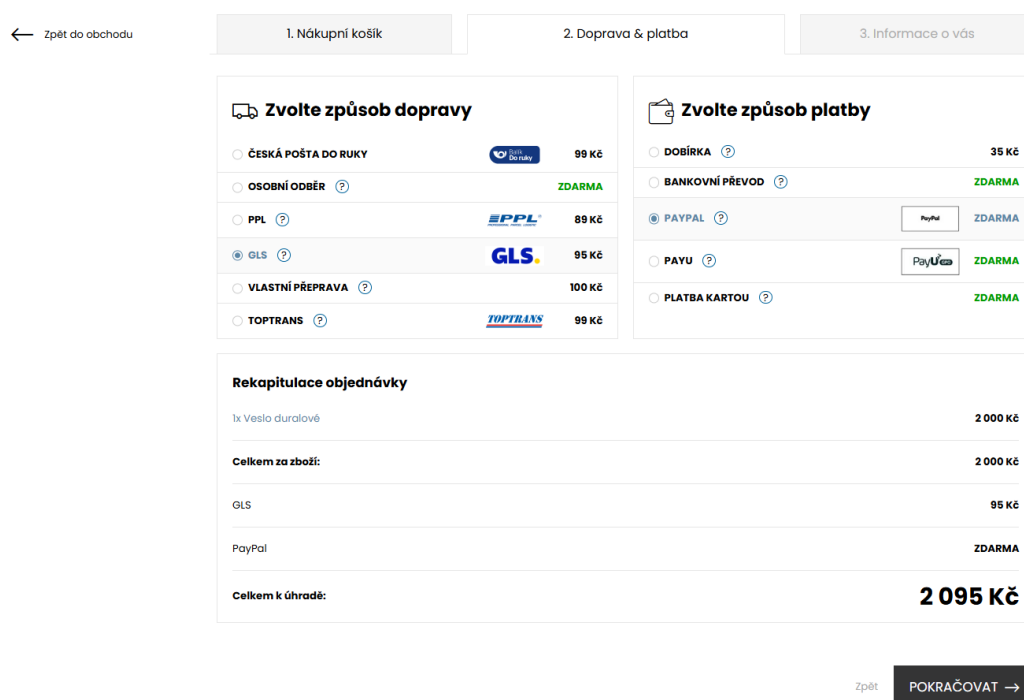 Zpět do obchodu
1. Nákupní košík
2. Doprava & platba
3. Informace o vás
Zvolte způsob dopravy
ČESKÁ POŠTA DO RUKY
Balík
Do ruky
99 Kč
OSOBNÍ ODBĚR ?
ZDARMA
PPL ?
PPL
89 Kč
GLS ?
GLS.
95 Kč
VLASTNÍ PŘEPRAVA ?
100 Kč
TOPTRANS ?
TOPTRANS
99 Kč
Zvolte způsob platby
DOBÍRKA ?
35 Kč
BANKOVNÍ PŘEVOD ?
ZDARMA
PAYPAL ?
PayPal
ZDARMA
PAYU ?
PayU
ZDARMA
PLATBA KARTOU ?
ZDARMA
Rekapitulace objednávky
1x Veslo duralové
2 000 Kč
Celkem za zboží:
2 000 Kč
GLS
95 Kč
PayPal
ZDARMA
Celkem k úhradě:
2 095 Kč
Zpět
POKRAČOVAT